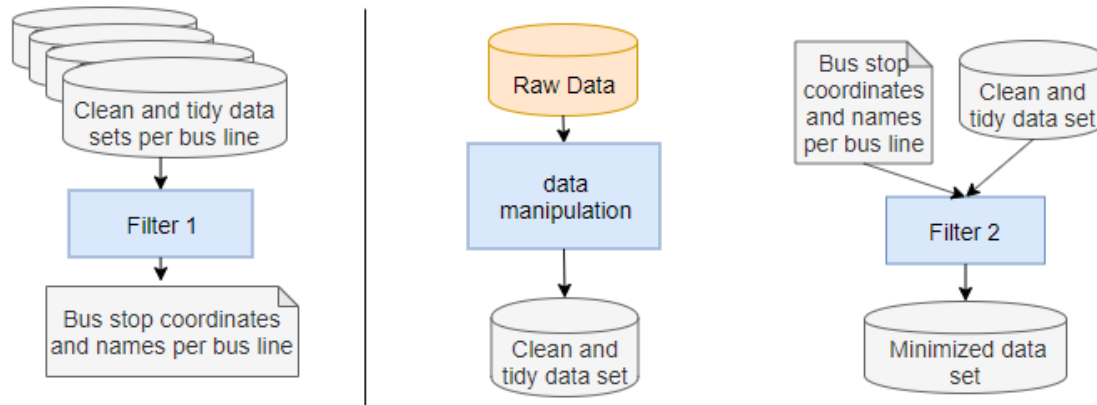 Clean and tidy data
sets per bus line
Filter 1
Bus stop coordinates
and names per bus line
Raw Data
data
manipulation
Clean and
tidy data set
Bus stop
coordinates
and names
per bus line
Clean and
tidy data set
Filter 2
Minimized data
set